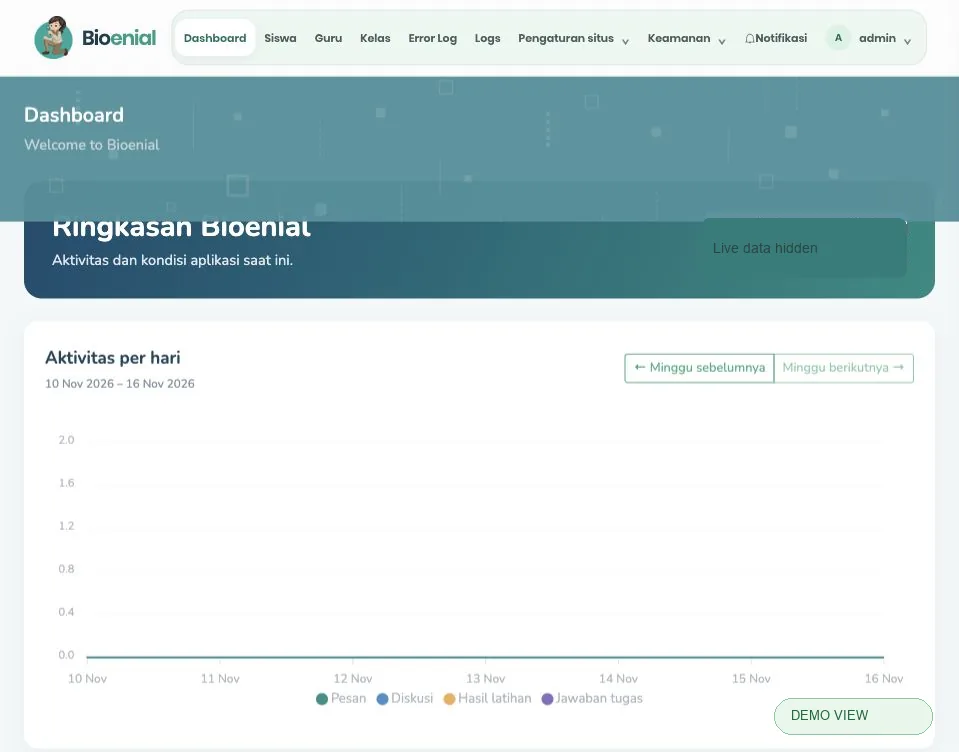 Bioenial
Dashboard Siswa Guru Kelas Error Log Logs Pengaturan situs Keamanan Notifikasi A admin
Dashboard
Welcome to Bioenial
Ringkasan Bioenial
Aktivitas dan kondisi aplikasi saat ini.
Live data hidden
Aktivitas per hari
10 Nov 2026 – 16 Nov 2026
← Minggu sebelumnya Minggu berikutnya →
2.0
1.6
1.2
0.8
0.4
0.0
10 Nov 11 Nov 12 Nov 13 Nov 14 Nov 15 Nov 16 Nov
Pesan Diskusi Hasil latihan Jawaban tugas
DEMO VIEW